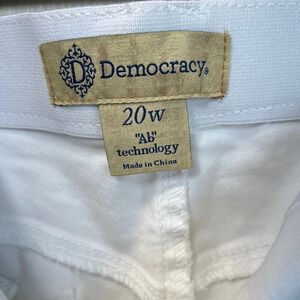 D Democracy®
20W
"Ab"
technology
Made in China